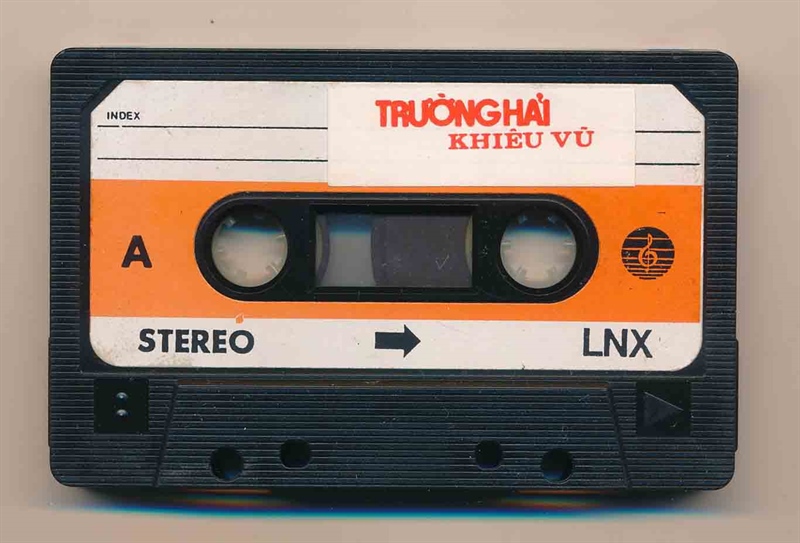 INDEX
TRƯỜNG HẢI
KHIÊU VŨ
A
STEREO
LNX